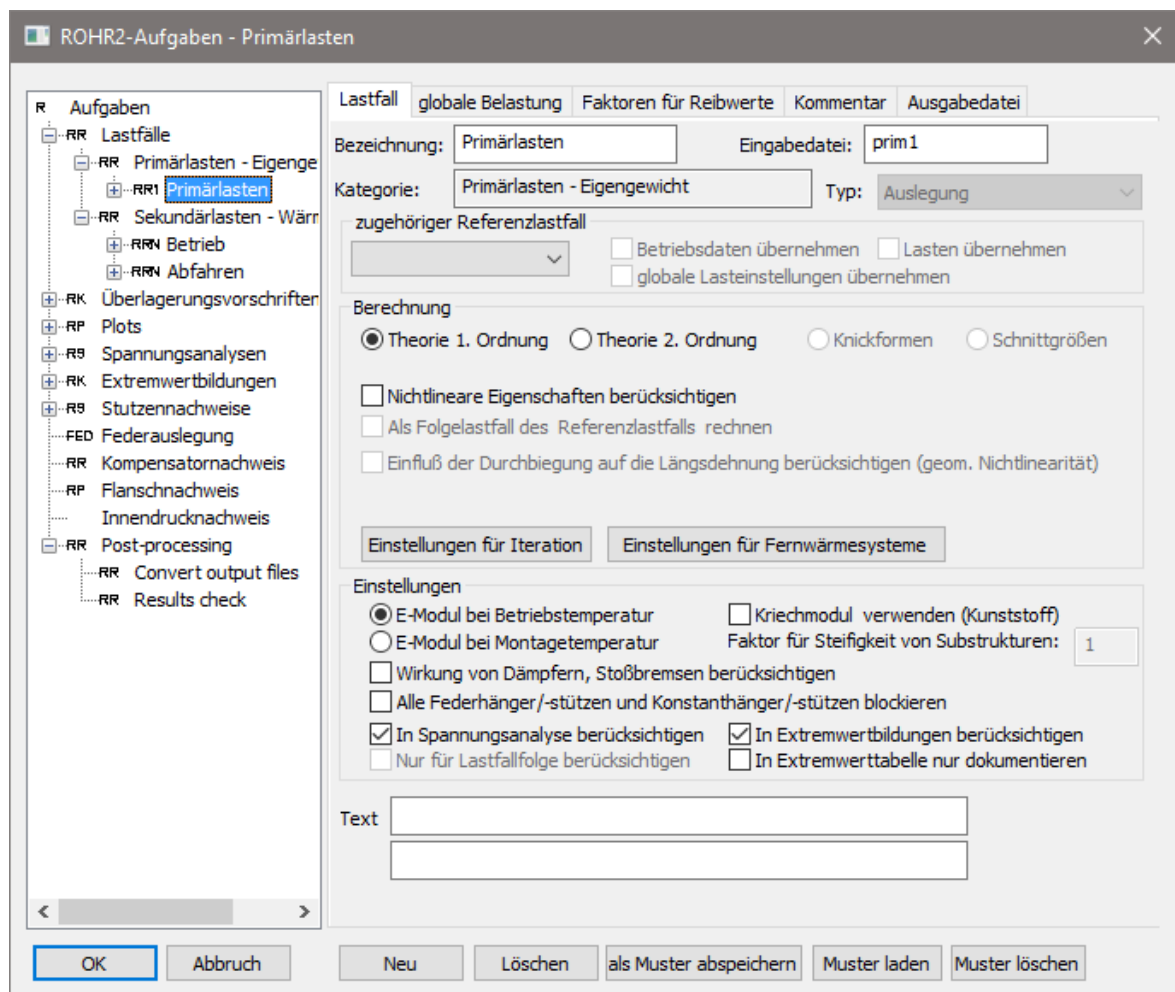 ROHR2-Aufgaben - Primärlasten
R Aufgaben
RR Lastfälle
RR Primärlasten - Eigenge
RR1 Primärlasten
RR Sekundärlasten - Wärm
RRN Betrieb
RRN Abfahren
RK Überlagerungsvorschriften
RP Plots
R9 Spannungsanalysen
RK Extremwertbildungen
R9 Stutzennachweise
FED Federauslegung
RR Kompensatornachweis
RP Flanschnachweis
Innendrucknachweis
RR Post-processing
RR Convert output files
RR Results check
Lastfall globale Belastung Faktoren für Reibwerte Kommentar Ausgabedatei
Bezeichnung: Primärlasten Eingabedatei: prim1
Kategorie: Primärlasten - Eigengewicht Typ: Auslegung
zugehöriger Referenzlastfall
Betriebsdaten übernehmen Lasten übernehmen
globale Lasteinstellungen übernehmen
Berechnung
Theorie 1. Ordnung Theorie 2. Ordnung Knickformen Schnittgrößen
Nichtlineare Eigenschaften berücksichtigen
Als Folgelastfall des Referenzlastfalls rechnen
Einfluß der Durchbiegung auf die Längsdehnung berücksichtigen (geom. Nichtlinearität)
Einstellungen für Iteration Einstellungen für Fernwärmesysteme
Einstellungen
E-Modul bei Betriebstemperatur Kriechmodul verwenden (Kunststoff)
E-Modul bei Montagetemperatur Faktor für Steifigkeit von Substrukturen: 1
Wirkung von Dämpfern, Stoßbremsen berücksichtigen
Alle Federhänger/-stützen und Konstanthänger/-stützen blockieren
In Spannungsanalyse berücksichtigen In Extremwertbildungen berücksichtigen
Nur für Lastfallfolge berücksichtigen In Extremwerttabelle nur dokumentieren
Text
OK Abbruch Neu Löschen als Muster abspeichern Muster laden Muster löschen